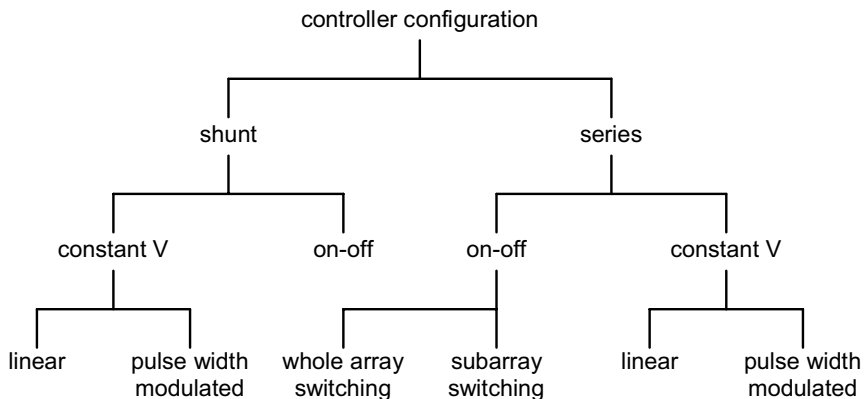 controller configuration
shunt
series
constant V
on-off
on-off
constant V
linear
pulse width
modulated
whole array
switching
subarray
switching
linear
pulse width
modulated